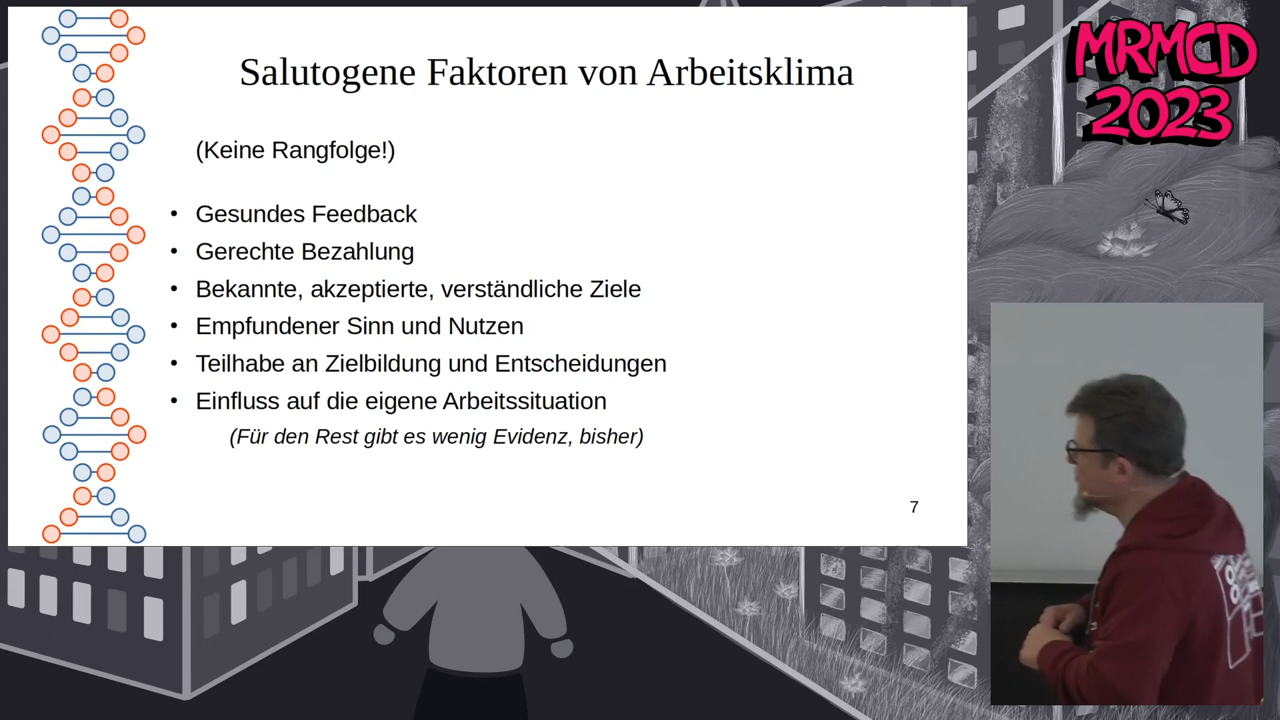 Salutogene Faktoren von Arbeitsklima
(Keine Rangfolge!)
• Gesundes Feedback
• Gerechte Bezahlung
• Bekannte, akzeptierte, verständliche Ziele
• Empfundener Sinn und Nutzen
• Teilhabe an Zielbildung und Entscheidungen
• Einfluss auf die eigene Arbeitssituation
(Für den Rest gibt es wenig Evidenz, bisher)
7
MRMCD
2023